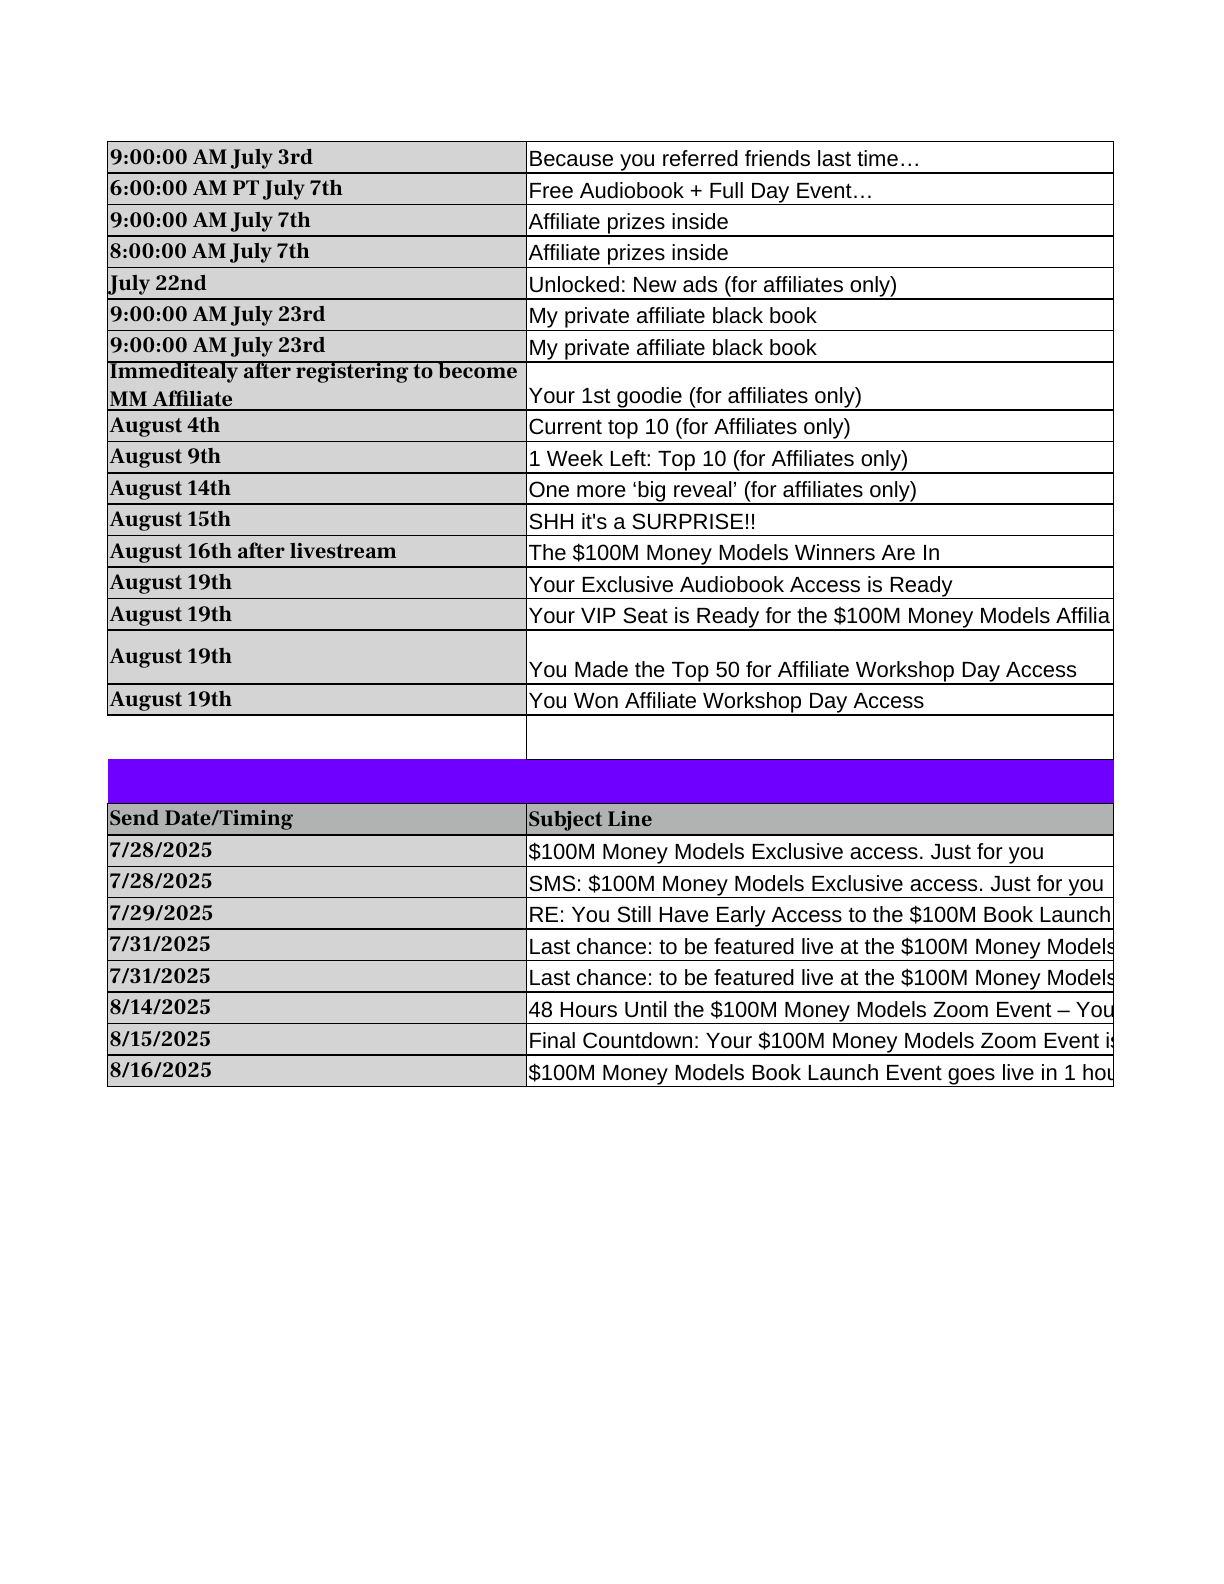 9:00:00 AM July 3rd
Because you referred friends last time…
6:00:00 AM PT July 7th
Free Audiobook + Full Day Event…
9:00:00 AM July 7th
Affiliate prizes inside
8:00:00 AM July 7th
Affiliate prizes inside
July 22nd
Unlocked: New ads (for affiliates only)
9:00:00 AM July 23rd
My private affiliate black book
9:00:00 AM July 23rd
My private affiliate black book
Immeditealy after registering to become
MM Affiliate
Your 1st goodie (for affiliates only)
August 4th
Current top 10 (for Affiliates only)
August 9th
1 Week Left: Top 10 (for Affiliates only)
August 14th
One more ‘big reveal’ (for affiliates only)
August 15th
SHH it's a SURPRISE!!
August 16th after livestream
The $100M Money Models Winners Are In
August 19th
Your Exclusive Audiobook Access is Ready
August 19th
Your VIP Seat is Ready for the $100M Money Models Affilia
August 19th
You Made the Top 50 for Affiliate Workshop Day Access
August 19th
You Won Affiliate Workshop Day Access
Send Date/Timing
Subject Line
7/28/2025
$100M Money Models Exclusive access. Just for you
7/28/2025
SMS: $100M Money Models Exclusive access. Just for you
7/29/2025
RE: You Still Have Early Access to the $100M Book Launch
7/31/2025
Last chance: to be featured live at the $100M Money Models
7/31/2025
Last chance: to be featured live at the $100M Money Models
8/14/2025
48 Hours Until the $100M Money Models Zoom Event – You
8/15/2025
Final Countdown: Your $100M Money Models Zoom Event is
8/16/2025
$100M Money Models Book Launch Event goes live in 1 hou